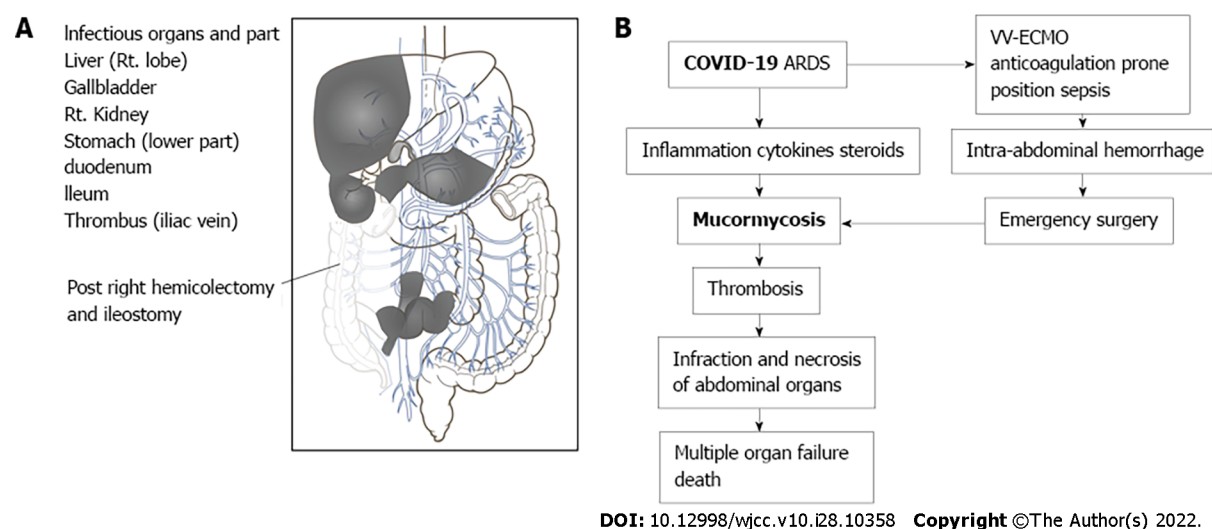 A
Infectious organs and part
Liver (Rt. lobe)
Gallbladder
Rt. Kidney
Stomach (lower part)
duodenum
lleum
Thrombus (iliac vein)
Post right hemicolectomy
and ileostomy
B
COVID-19 ARDS
VV-ECMO
anticoagulation prone
position sepsis
Inflammation cytokines steroids
Intra-abdominal hemorrhage
Mucormycosis
Emergency surgery
Thrombosis
Infraction and necrosis
of abdominal organs
Multiple organ failure
death
DOI: 10.12998/wjcc.v10.i28.10358 Copyright ©The Author(s) 2022.